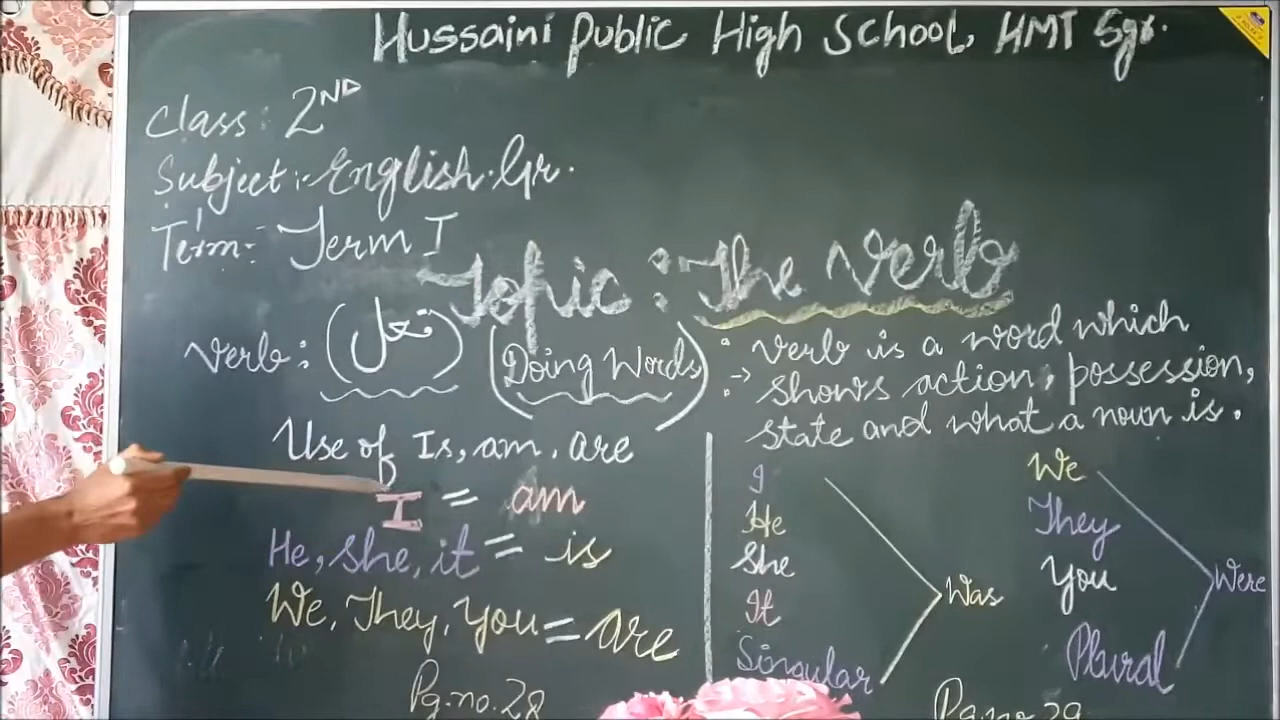 Hussaini Public High School, HMT Sgr.
Class: 2ND
Subject:- English Gr.
Term:- Term I
Topic: The Verb
Verb: (فعل) (Doing Words) : Verb is a word which
:→ shows action, possession,
state and what a noun is.
Use of Is, am, are
I = am
He, she, it = is
We, They, You = are
Pg. no. 28
I
He
She
It
Singular
Was
We
They
You
Plural
Were
Pg. no. 29